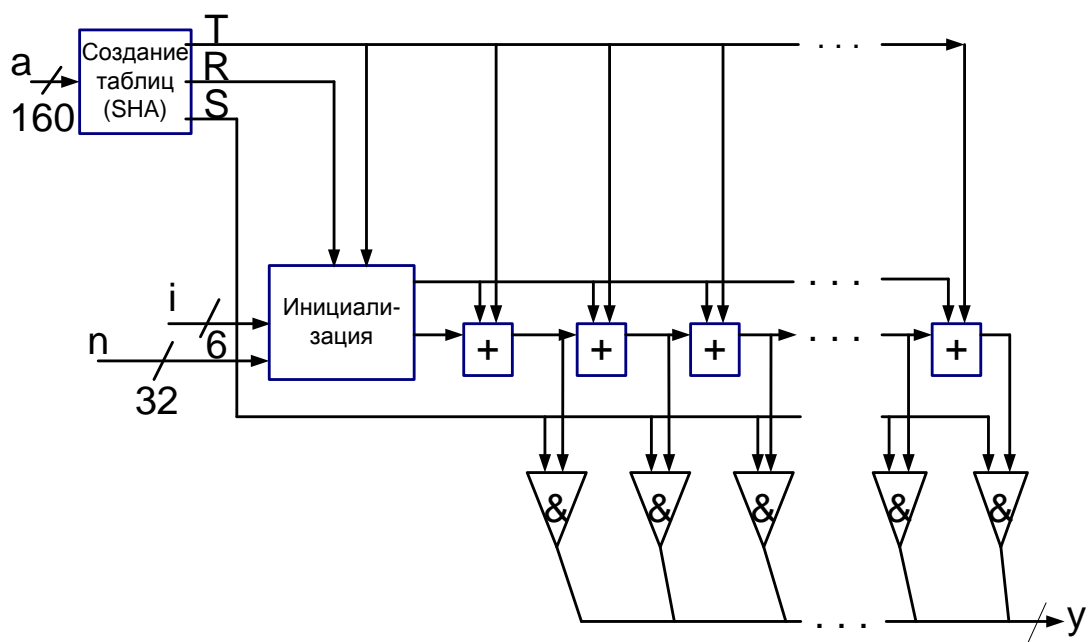 T
Создание
таблиц
(SHA)
R
S
a
160
. . .
i
6
n
32
Инициали-
зация
. . .
+
+
+
. . .
+
. . .
&
&
&
&
&
. . .
y